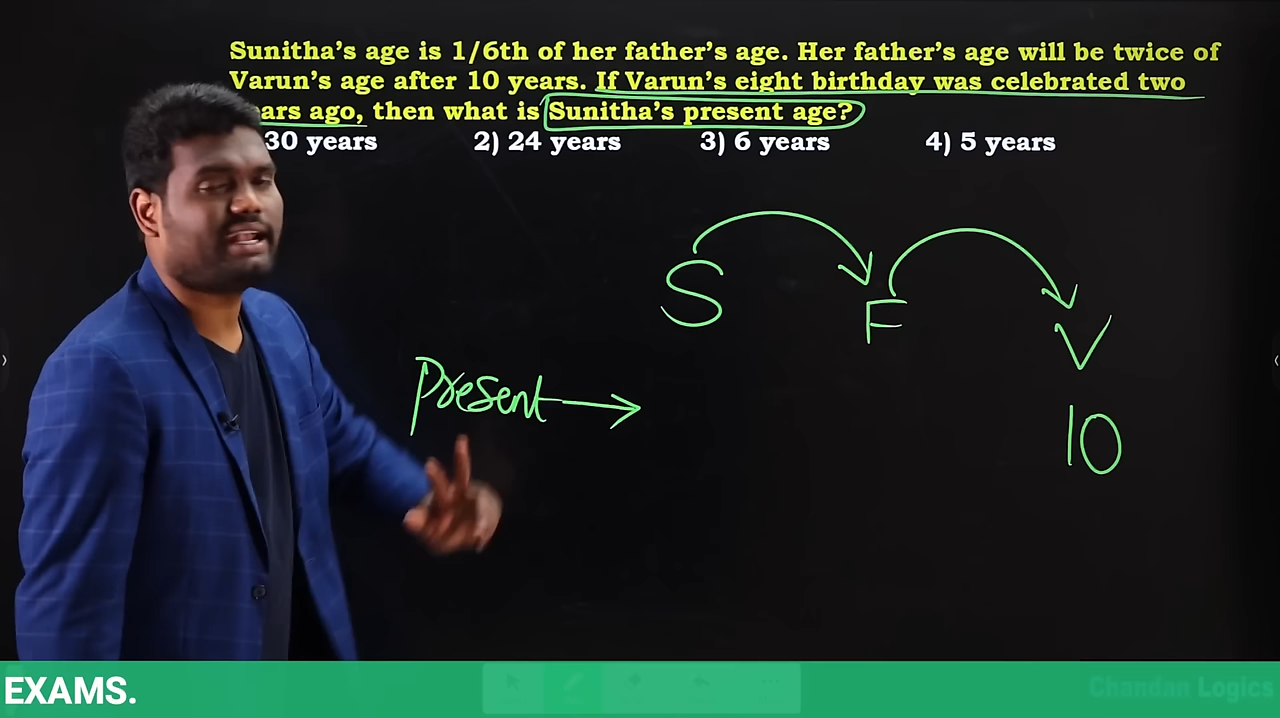 Sunitha's age is 1/6th of her father's age. Her father's age will be twice of
Varun's age after 10 years. If Varun's eight birthday was celebrated two
ago, then what is Sunitha's present age?
30 years 2) 24 years 3) 6 years 4) 5 years
S F V
Present → 10
EXAMS.
Chandan Logics